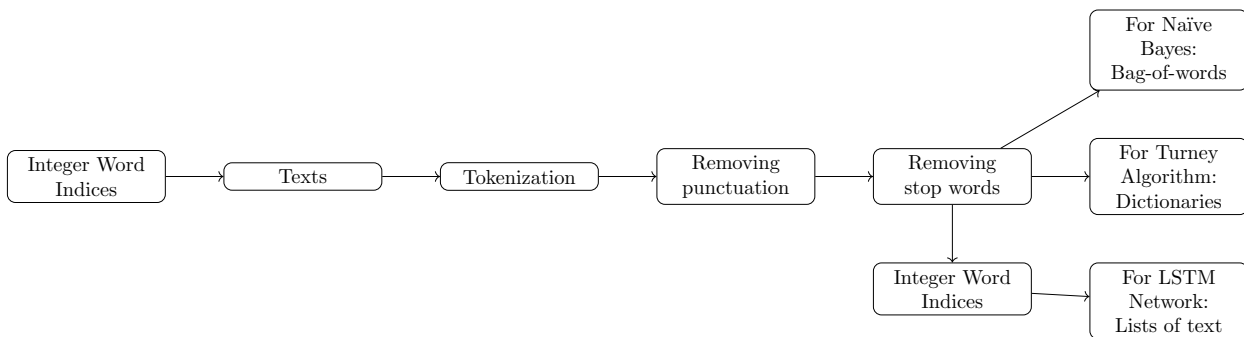 For Naïve
Bayes:
Bag-of-words
Integer Word
Indices
Texts
Tokenization
Removing
punctuation
Removing
stop words
For Turney
Algorithm:
Dictionaries
Integer Word
Indices
For LSTM
Network:
Lists of text